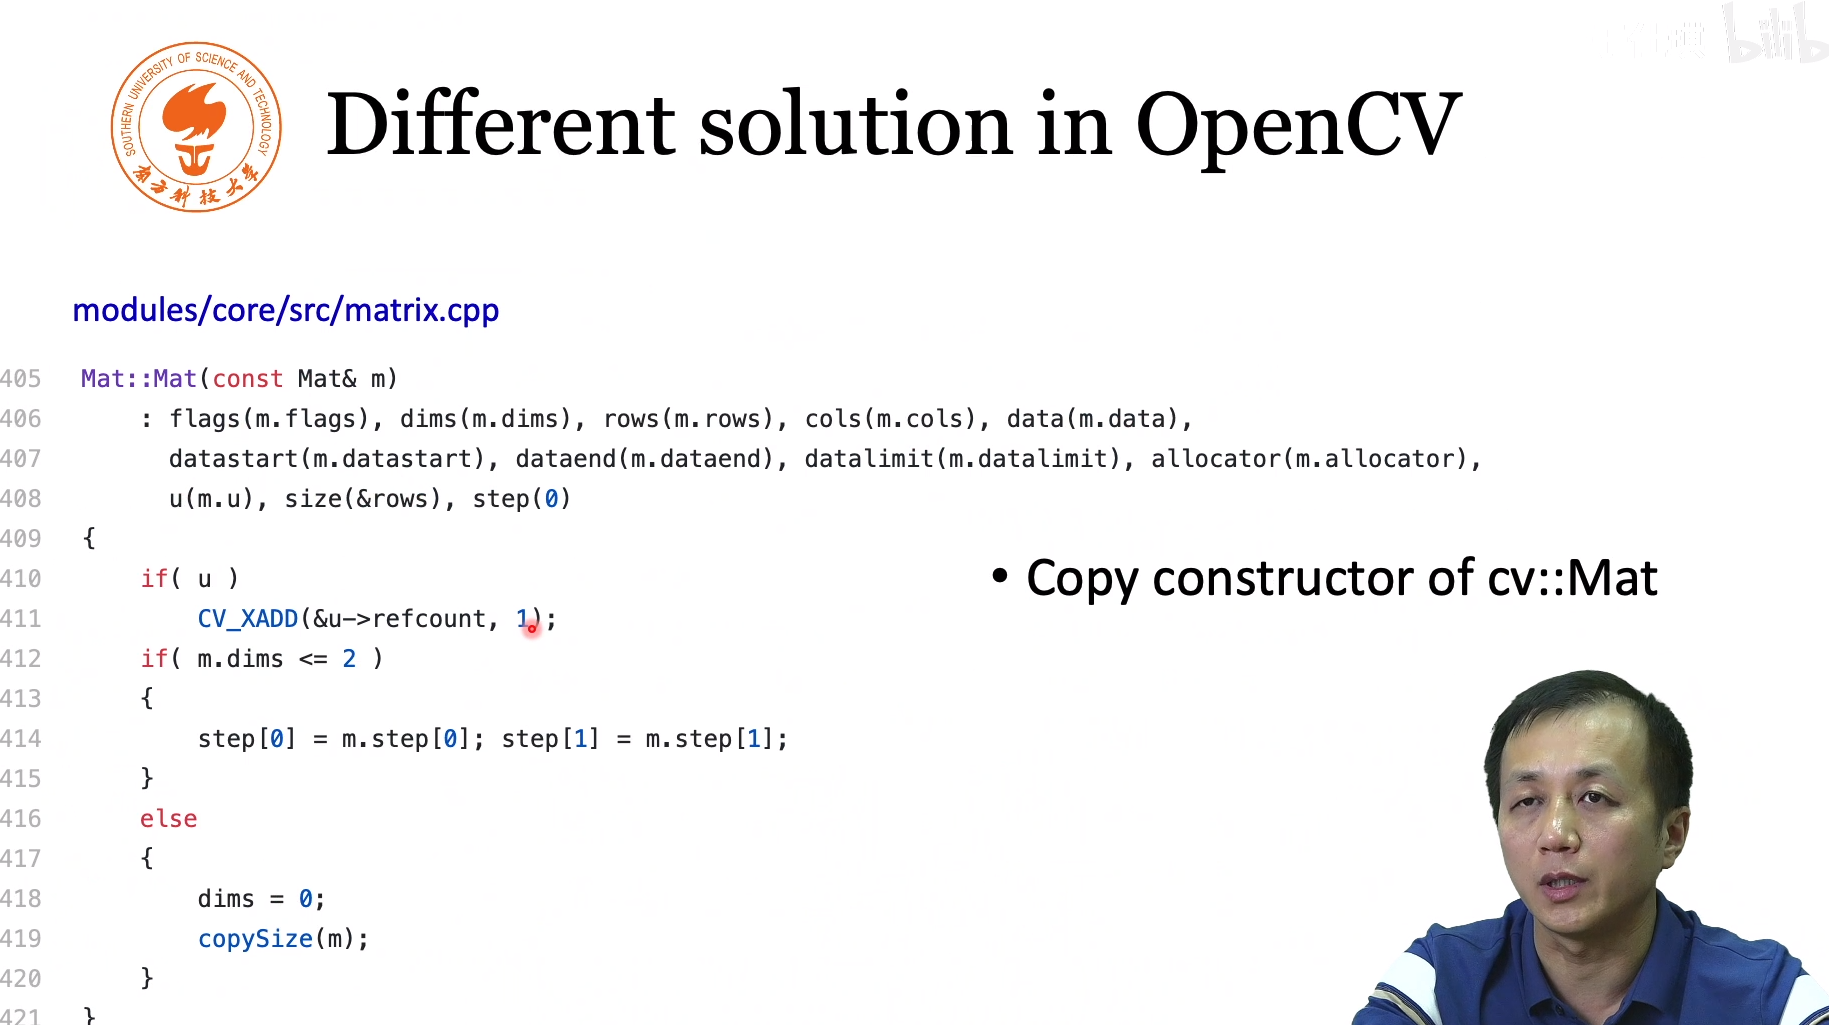 bilib
SOUTHERN UNIVERSITY OF SCIENCE AND TECHNOLOGY
南方科技大学
Different solution in OpenCV
modules/core/src/matrix.cpp
405 Mat::Mat(const Mat& m)
406 : flags(m.flags), dims(m.dims), rows(m.rows), cols(m.cols), data(m.data),
407 datastart(m.datastart), dataend(m.dataend), datalimit(m.datalimit), allocator(m.allocator),
408 u(m.u), size(&rows), step(0)
409 {
410 if( u )
411 CV_XADD(&u->refcount, 1);
412 if( m.dims <= 2 )
413 {
414 step[0] = m.step[0]; step[1] = m.step[1];
415 }
416 else
417 {
418 dims = 0;
419 copySize(m);
420 }
421 }
• Copy constructor of cv::Mat